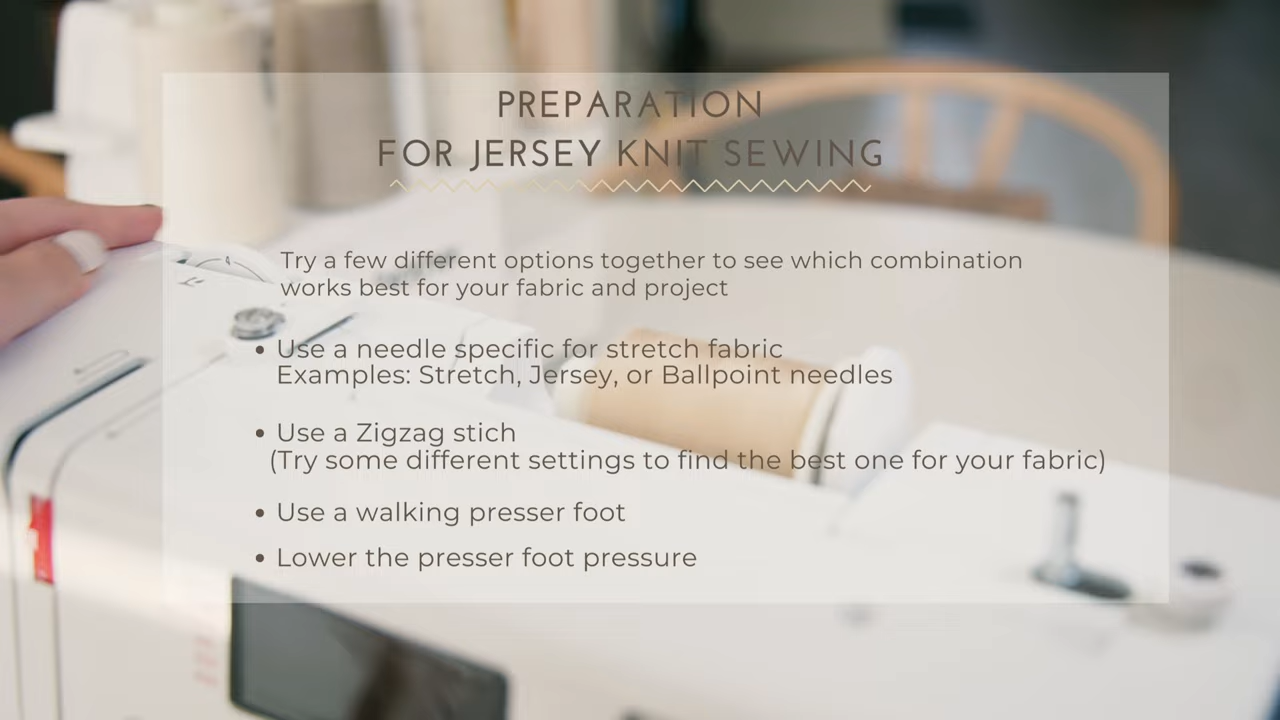 PREPARATION
FOR JERSEY KNIT SEWING
Try a few different options together to see which combination
works best for your fabric and project
• Use a needle specific for stretch fabric
Examples: Stretch, Jersey, or Ballpoint needles
• Use a Zigzag stich
(Try some different settings to find the best one for your fabric)
• Use a walking presser foot
• Lower the presser foot pressure